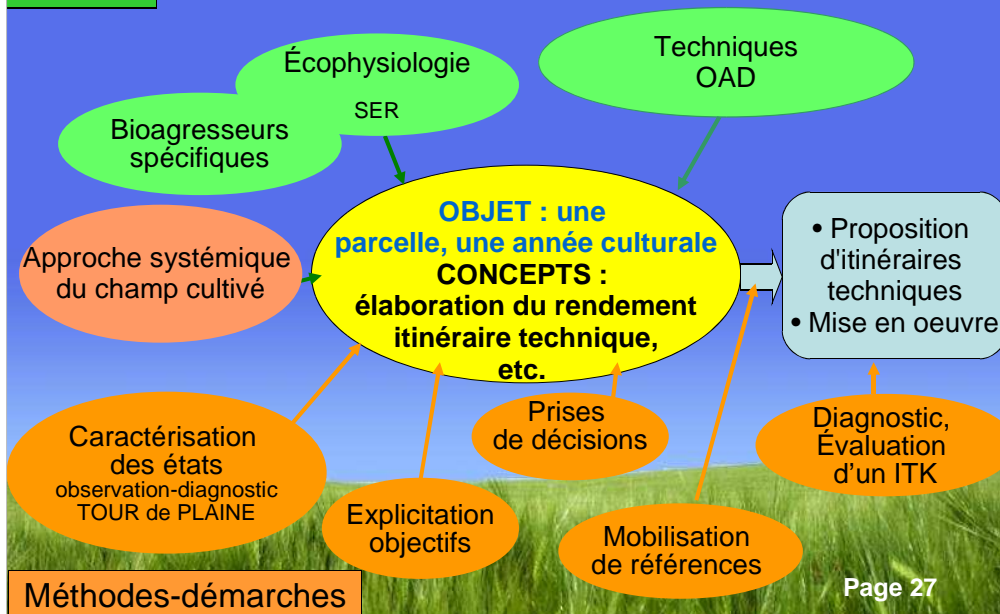 Écophysiologie
SER
Techniques
OAD
Bioagresseurs
spécifiques
OBJET : une
parcelle, une année culturale
CONCEPTS :
élaboration du rendement
itinéraire technique,
etc.
Approche systémique
du champ cultivé
• Proposition
d'itinéraires
techniques
• Mise en oeuvre
Caractérisation
des états
observation-diagnostic
TOUR de PLAINE
Explicitation
objectifs
Prises
de décisions
Mobilisation
de références
Diagnostic,
Évaluation
d'un ITK
Méthodes-démarches
Page 27